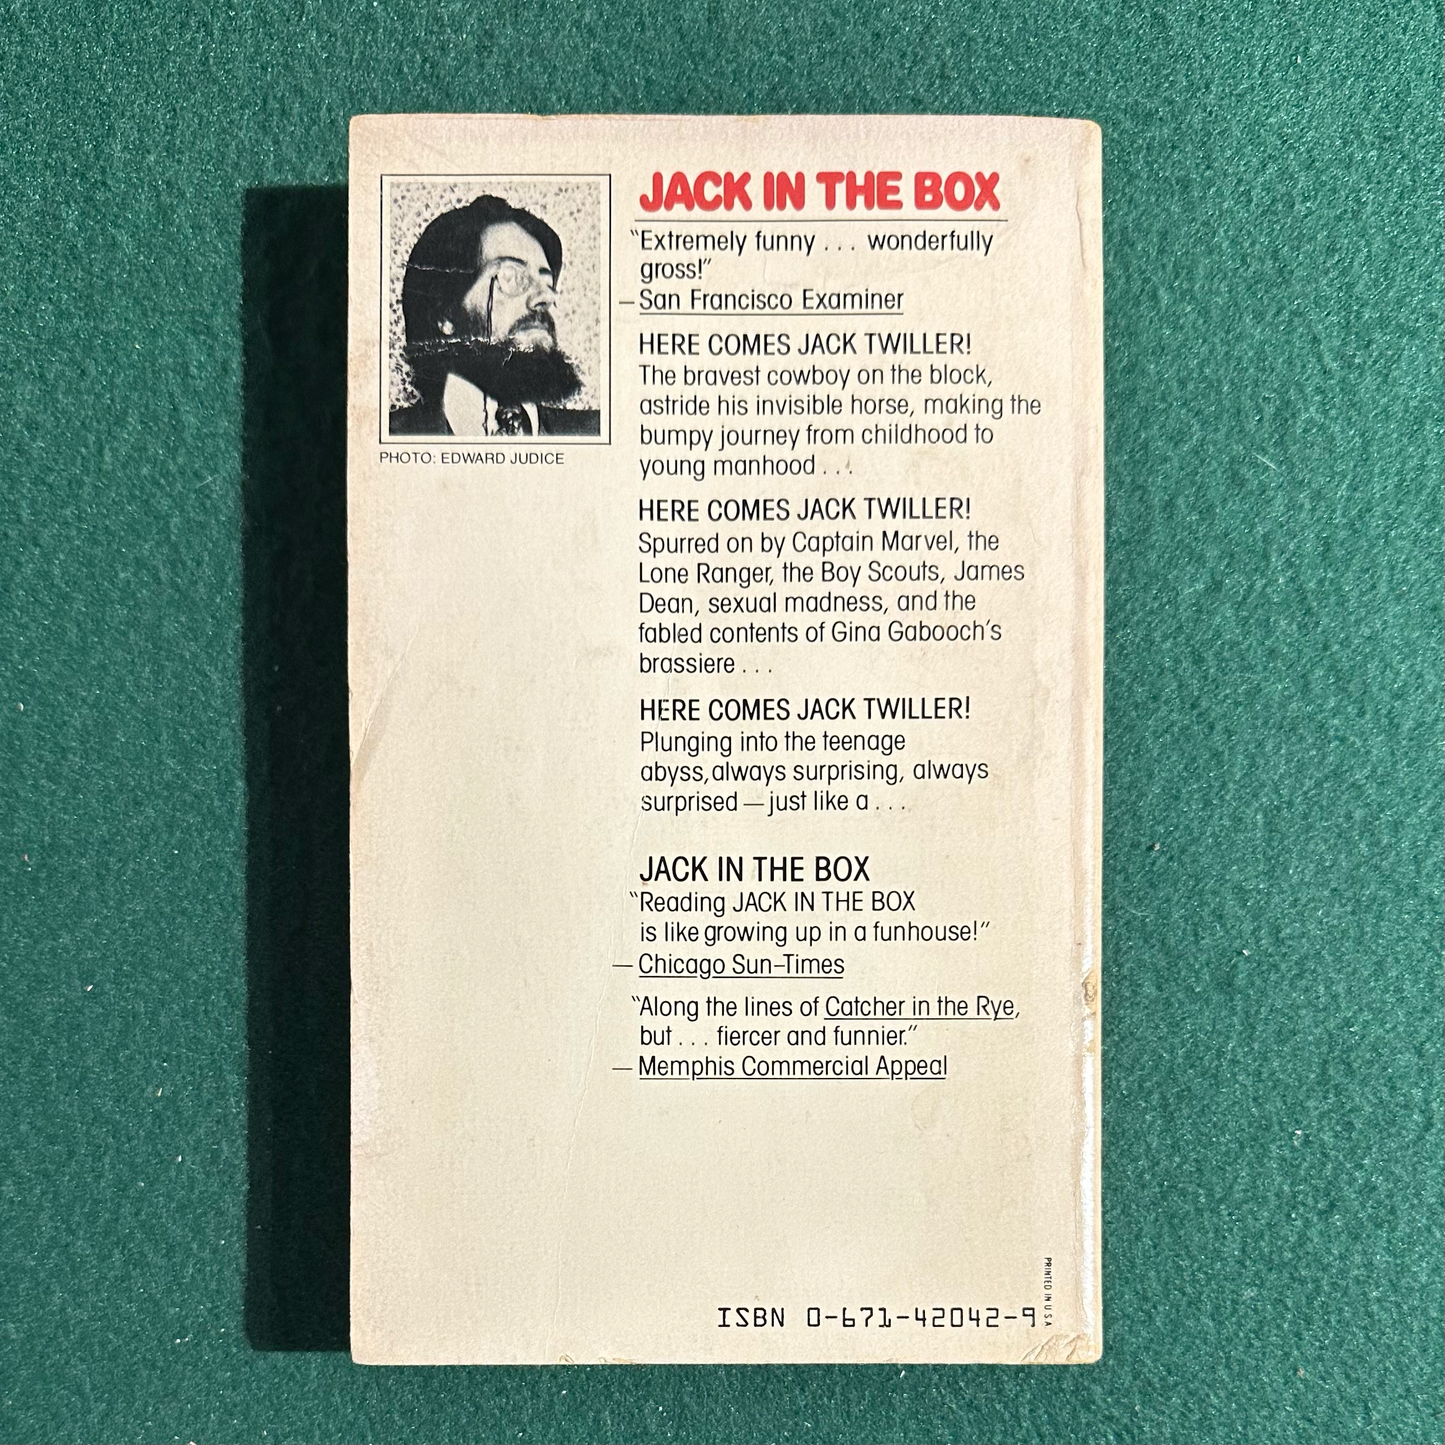 JACK IN THE BOX
“Extremely funny . . . wonderfully
gross!”
—San Francisco Examiner
HERE COMES JACK TWILLER!
The bravest cowboy on the block,
astride his invisible horse, making the
bumpy journey from childhood to
young manhood . . .
HERE COMES JACK TWILLER!
Spurred on by Captain Marvel, the
Lone Ranger, the Boy Scouts, James
Dean, sexual madness, and the
fabled contents of Gina Gabooch’s
brassiere . . .
HERE COMES JACK TWILLER!
Plunging into the teenage
abyss, always surprising, always
surprised — just like a . . .
JACK IN THE BOX
“Reading JACK IN THE BOX
is like growing up in a funhouse!”
—Chicago Sun-Times
“Along the lines of Catcher in the Rye,
but . . . fiercer and funnier.”
—Memphis Commercial Appeal
PHOTO: EDWARD JUDICE
ISBN 0-671-42042-9
PRINTED IN U.S.A.